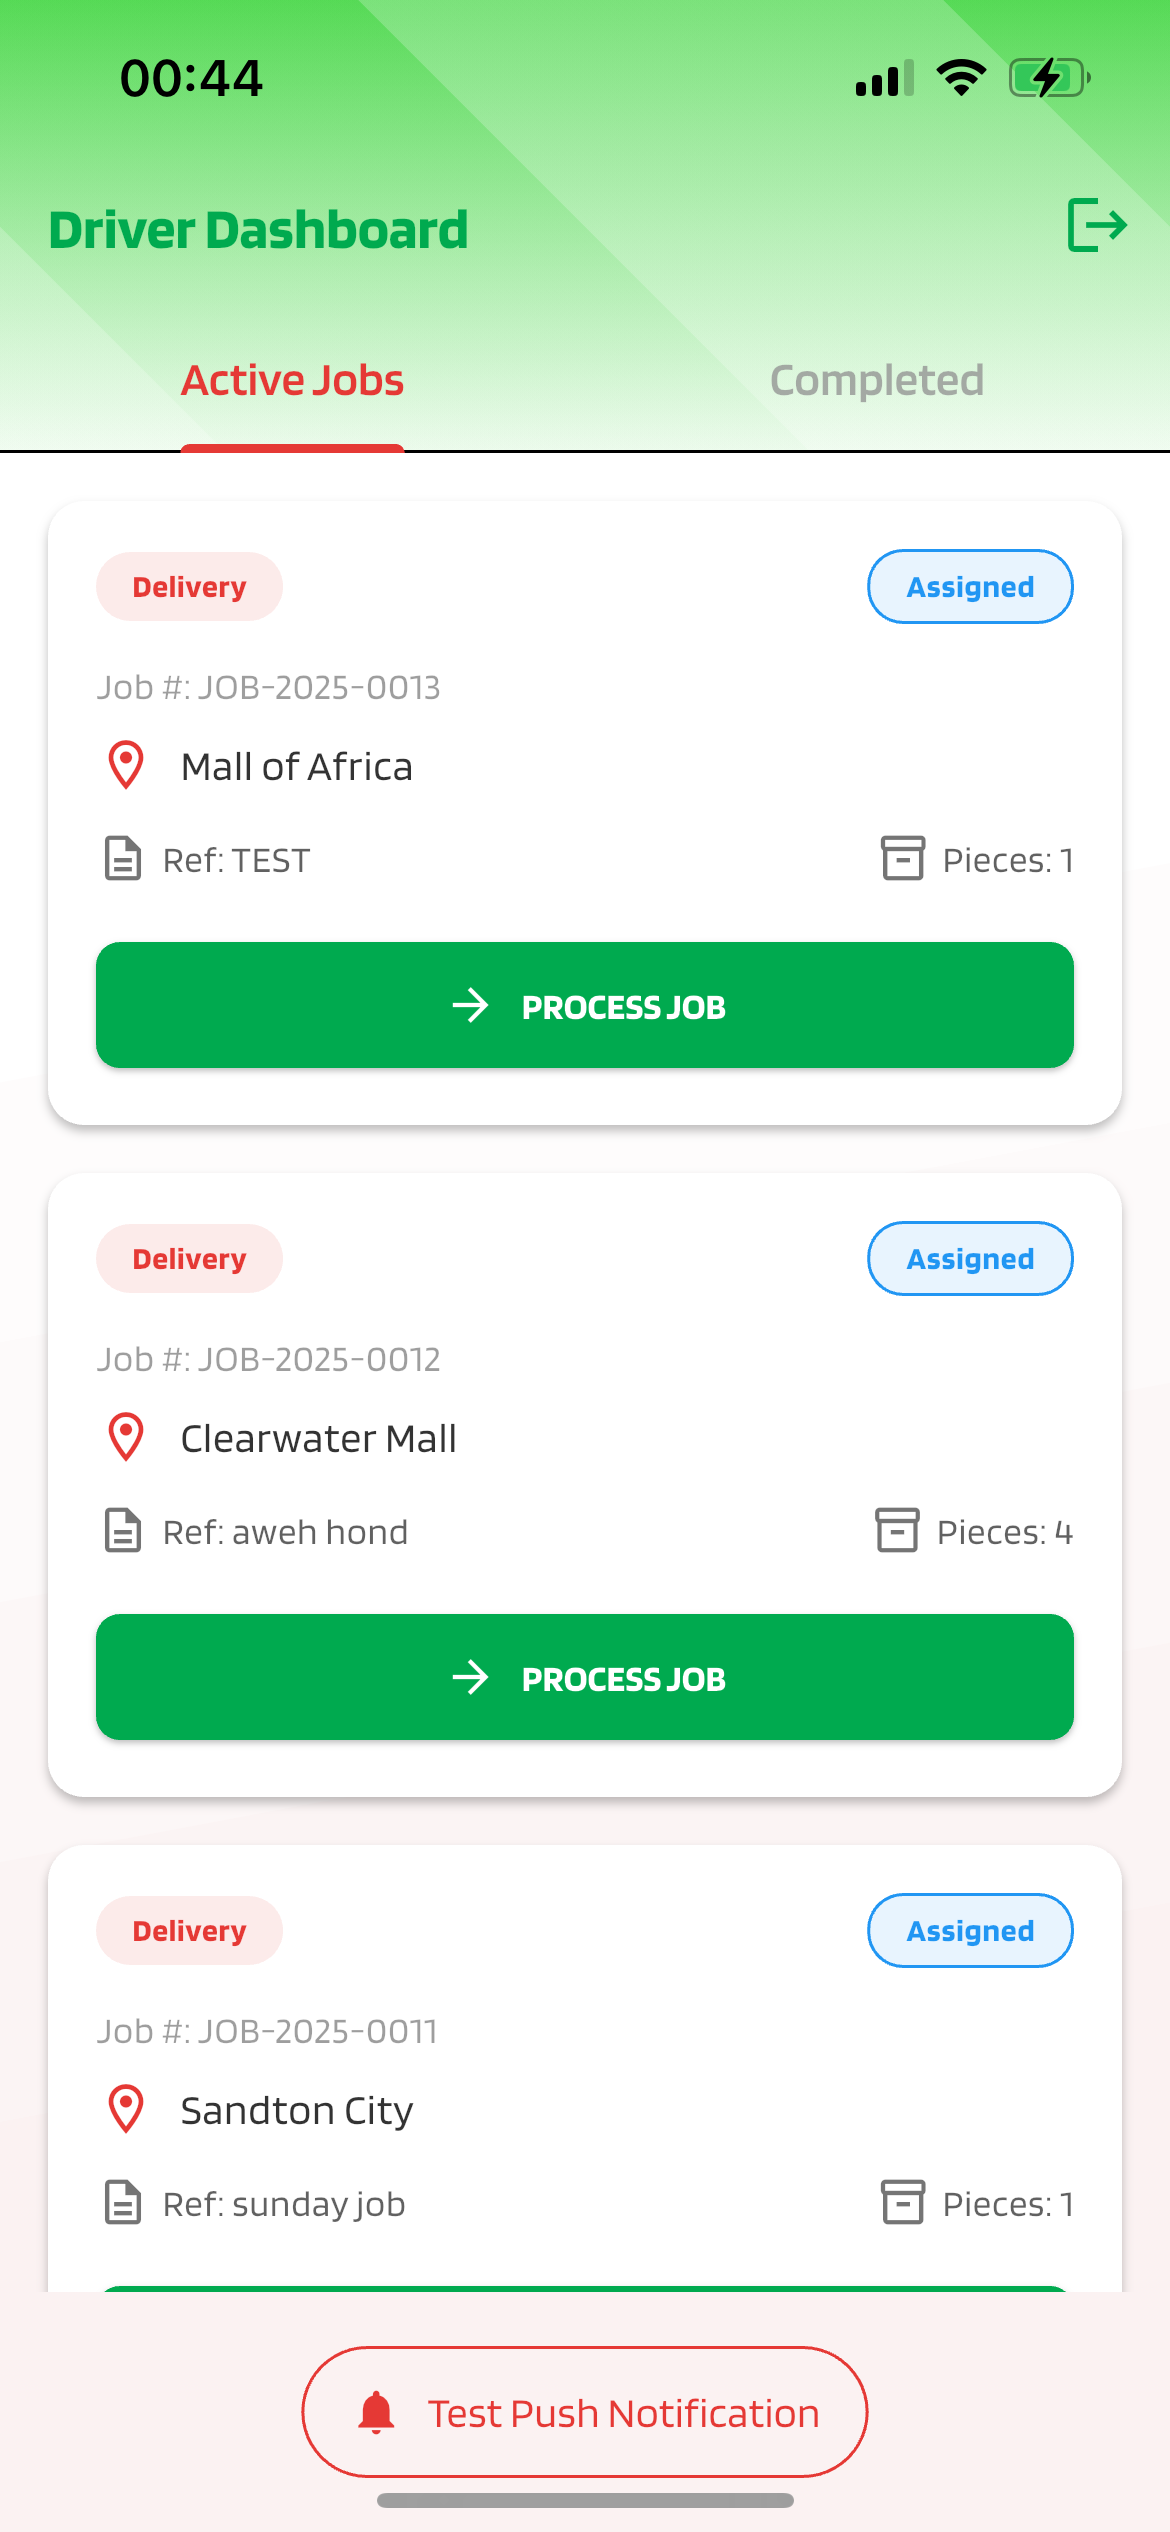 00:44
Driver Dashboard
Active Jobs Completed
Delivery Assigned
Job #: JOB-2025-0013
Mall of Africa
Ref: TEST Pieces: 1
PROCESS JOB
Delivery Assigned
Job #: JOB-2025-0012
Clearwater Mall
Ref: aweh hond Pieces: 4
PROCESS JOB
Delivery Assigned
Job #: JOB-2025-0011
Sandton City
Ref: sunday job Pieces: 1
Test Push Notification